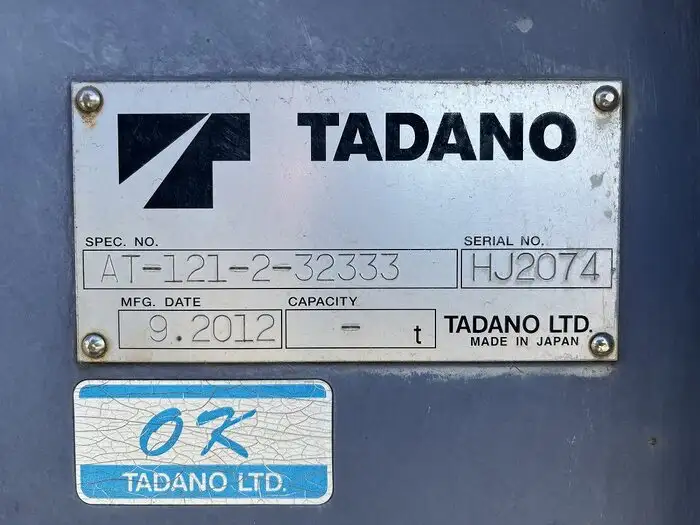 TADANO
SPEC. NO. SERIAL NO.
AT-121-2-32333 HJ2074
MFG. DATE CAPACITY
9.2012 - t TADANO LTD.
MADE IN JAPAN
OK
TADANO LTD.